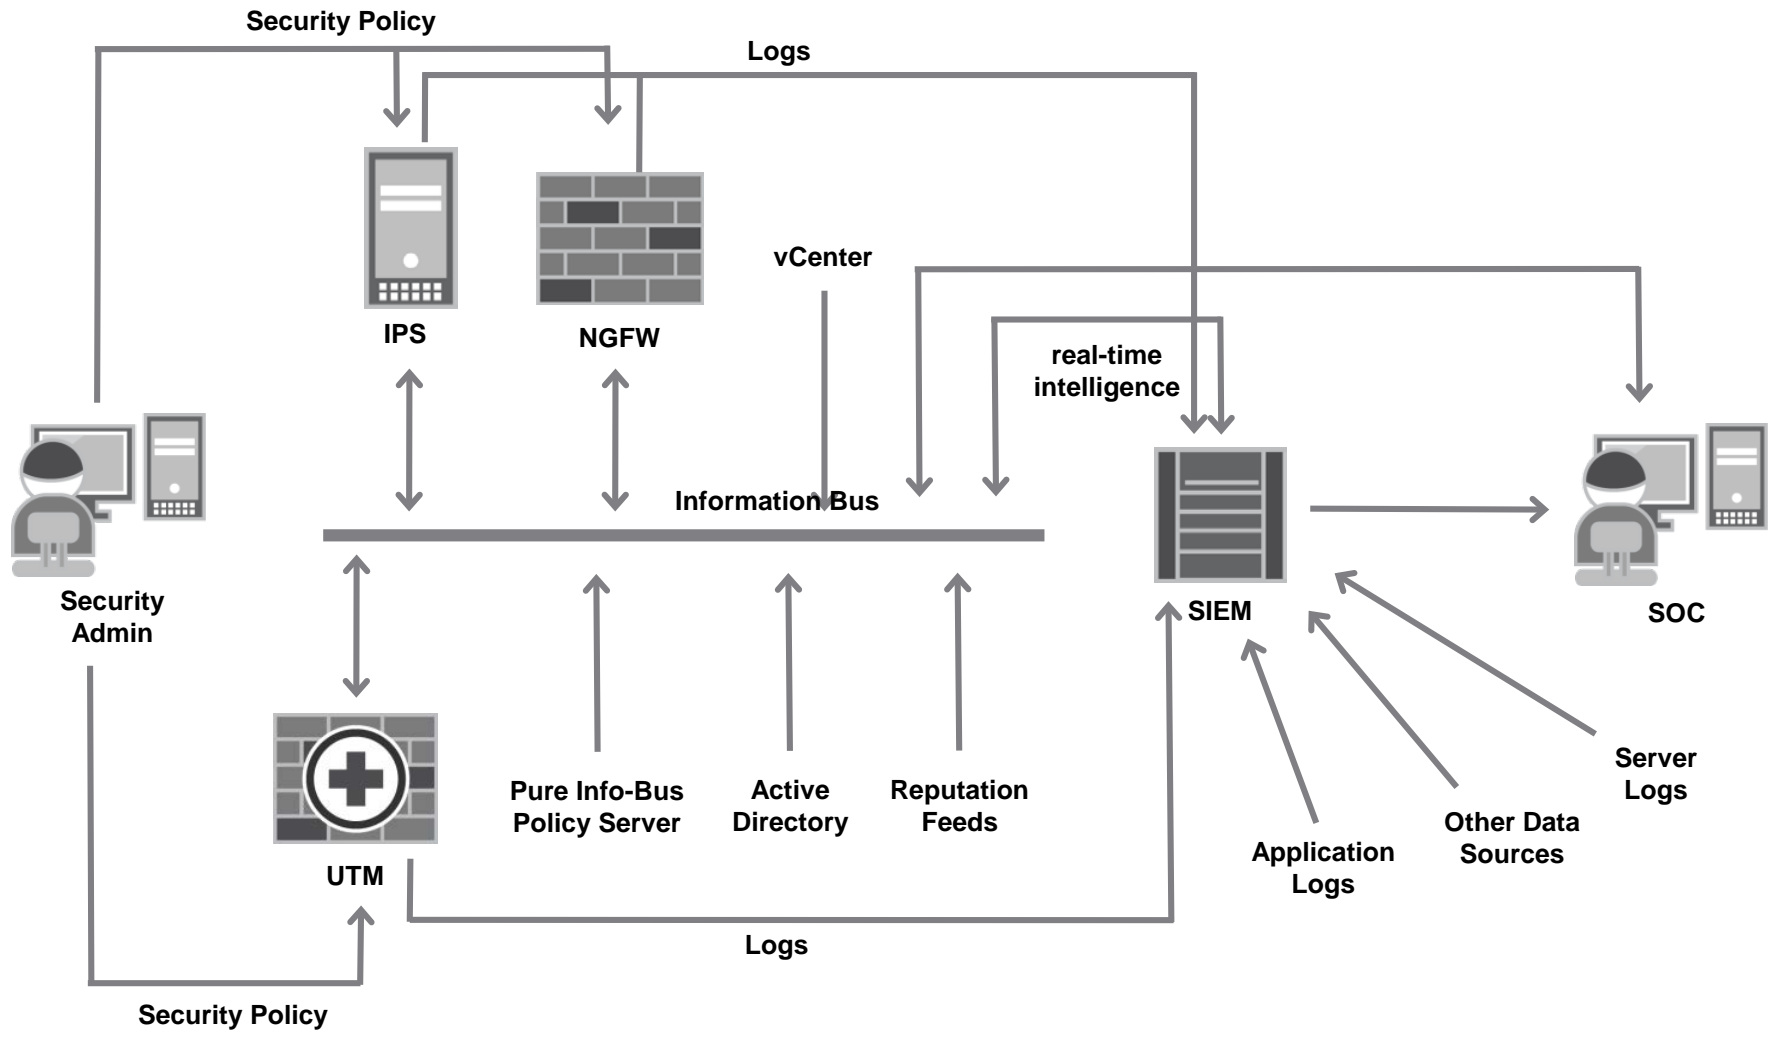 Security Policy
Logs
vCenter
IPS
NGFW
real-time
intelligence
Information Bus
Security
Admin
SIEM
SOC
Server
Logs
Pure Info-Bus
Policy Server
Active
Directory
Reputation
Feeds
Other Data
Sources
Application
Logs
UTM
Logs
Security Policy